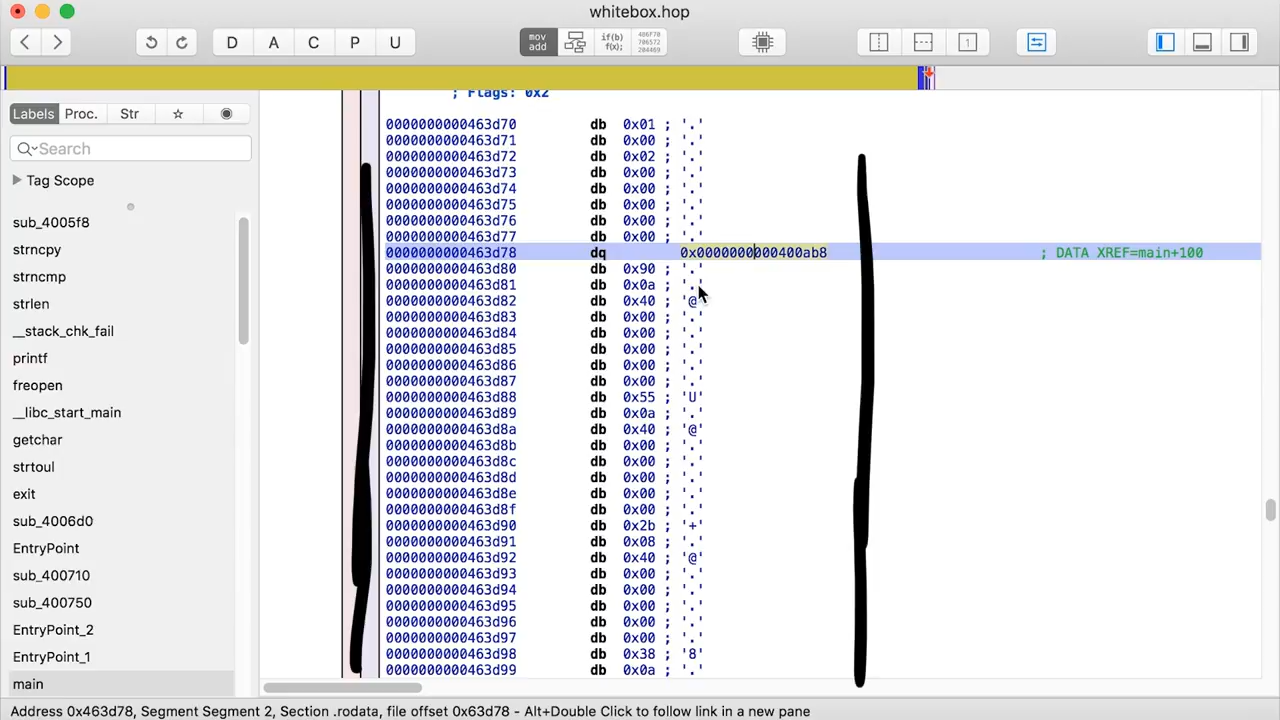 whitebox.hop
D A C P U mov add if(b) f(x); 406F70 706572 204469 1
; Flags: 0x2
Labels Proc. Str
Search
Tag Scope
sub_4005f8
strncpy
strncmp
strlen
__stack_chk_fail
printf
freopen
__libc_start_main
getchar
strtoul
exit
sub_4006d0
EntryPoint
sub_400710
sub_400750
EntryPoint_2
EntryPoint_1
main
0000000000463d70 db 0x01 ; '.'
0000000000463d71 db 0x00 ; '.'
0000000000463d72 db 0x02 ; '.'
0000000000463d73 db 0x00 ; '.'
0000000000463d74 db 0x00 ; '.'
0000000000463d75 db 0x00 ; '.'
0000000000463d76 db 0x00 ; '.'
0000000000463d77 db 0x00 ; '.'
0000000000463d78 dq 0x0000000000400ab8 ; DATA XREF=main+100
0000000000463d80 db 0x90 ; '.'
0000000000463d81 db 0x0a ; '.'
0000000000463d82 db 0x40 ; '@'
0000000000463d83 db 0x00 ; '.'
0000000000463d84 db 0x00 ; '.'
0000000000463d85 db 0x00 ; '.'
0000000000463d86 db 0x00 ; '.'
0000000000463d87 db 0x00 ; '.'
0000000000463d88 db 0x55 ; 'U'
0000000000463d89 db 0x0a ; '.'
0000000000463d8a db 0x40 ; '@'
0000000000463d8b db 0x00 ; '.'
0000000000463d8c db 0x00 ; '.'
0000000000463d8d db 0x00 ; '.'
0000000000463d8e db 0x00 ; '.'
0000000000463d8f db 0x00 ; '.'
0000000000463d90 db 0x2b ; '+'
0000000000463d91 db 0x08 ; '.'
0000000000463d92 db 0x40 ; '@'
0000000000463d93 db 0x00 ; '.'
0000000000463d94 db 0x00 ; '.'
0000000000463d95 db 0x00 ; '.'
0000000000463d96 db 0x00 ; '.'
0000000000463d97 db 0x00 ; '.'
0000000000463d98 db 0x38 ; '8'
0000000000463d99 db 0x0a ; '.'
Address 0x463d78, Segment Segment 2, Section .rodata, file offset 0x63d78 - Alt+Double Click to follow link in a new pane